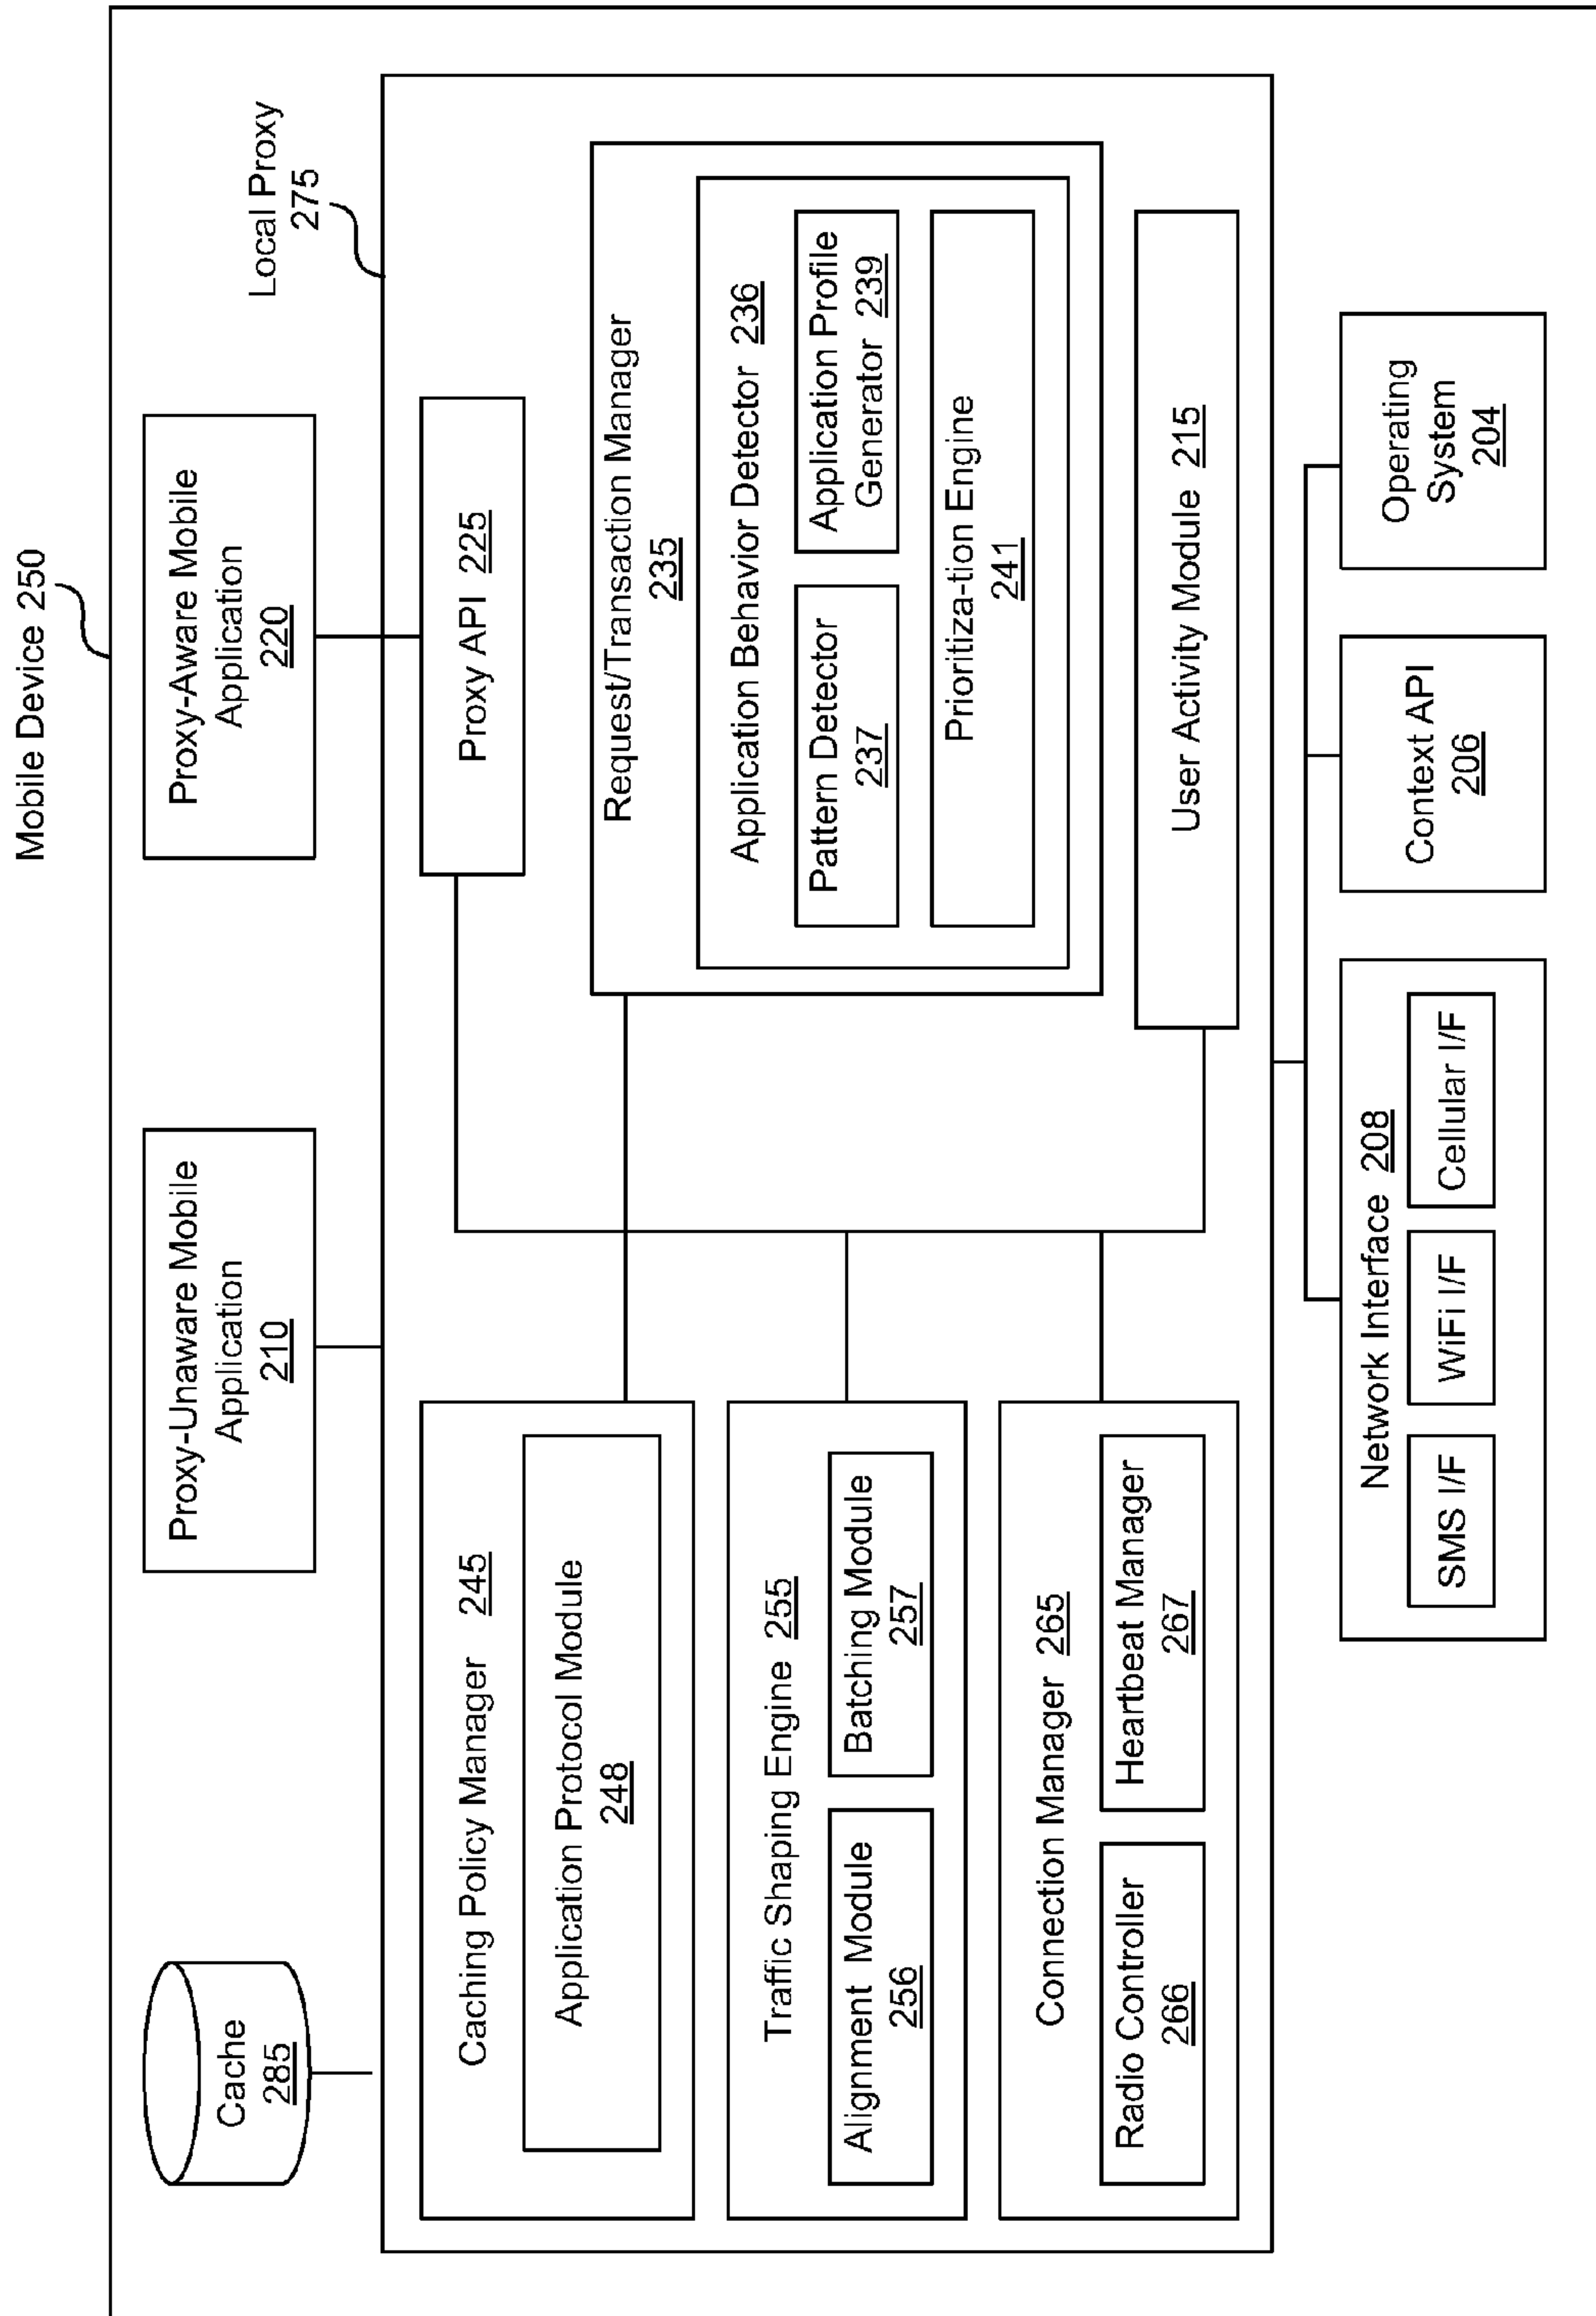 Mobile Device 250
Local Proxy
275
Cache
285
Proxy-Unaware Mobile
Application
210
Proxy-Aware Mobile
Application
220
Proxy API 225
Caching Policy Manager 245
Application Protocol Module
248
Traffic Shaping Engine 255
Alignment Module
256
Batching Module
257
Connection Manager 265
Radio Controller
266
Heartbeat Manager
267
Request/Transaction Manager
235
Application Behavior Detector 236
Pattern Detector
237
Application Profile
Generator 239
Prioritiza-tion Engine
241
User Activity Module 215
Network Interface 208
SMS I/F
WiFi I/F
Cellular I/F
Context API
206
Operating
System
204